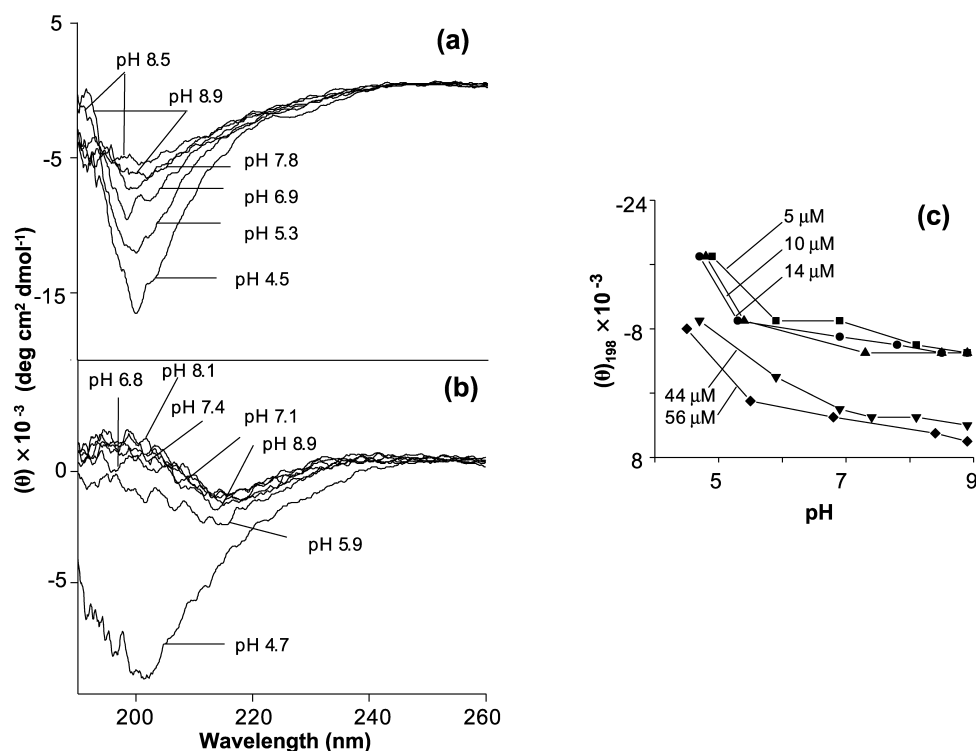 5
(a)
pH 8.5
pH 8.9
-5
pH 7.8
pH 6.9
pH 5.3
pH 4.5
-15
(θ) × 10⁻³ (deg cm² dmol⁻¹)
(b)
pH 6.8
pH 8.1
pH 7.4
pH 7.1
pH 8.9
0
pH 5.9
-5
pH 4.7
200
220
240
260
Wavelength (nm)
(c)
-24
5 μM
10 μM
14 μM
-8
44 μM
56 μM
8
(θ)₁₉₈ × 10⁻³
5
7
9
pH